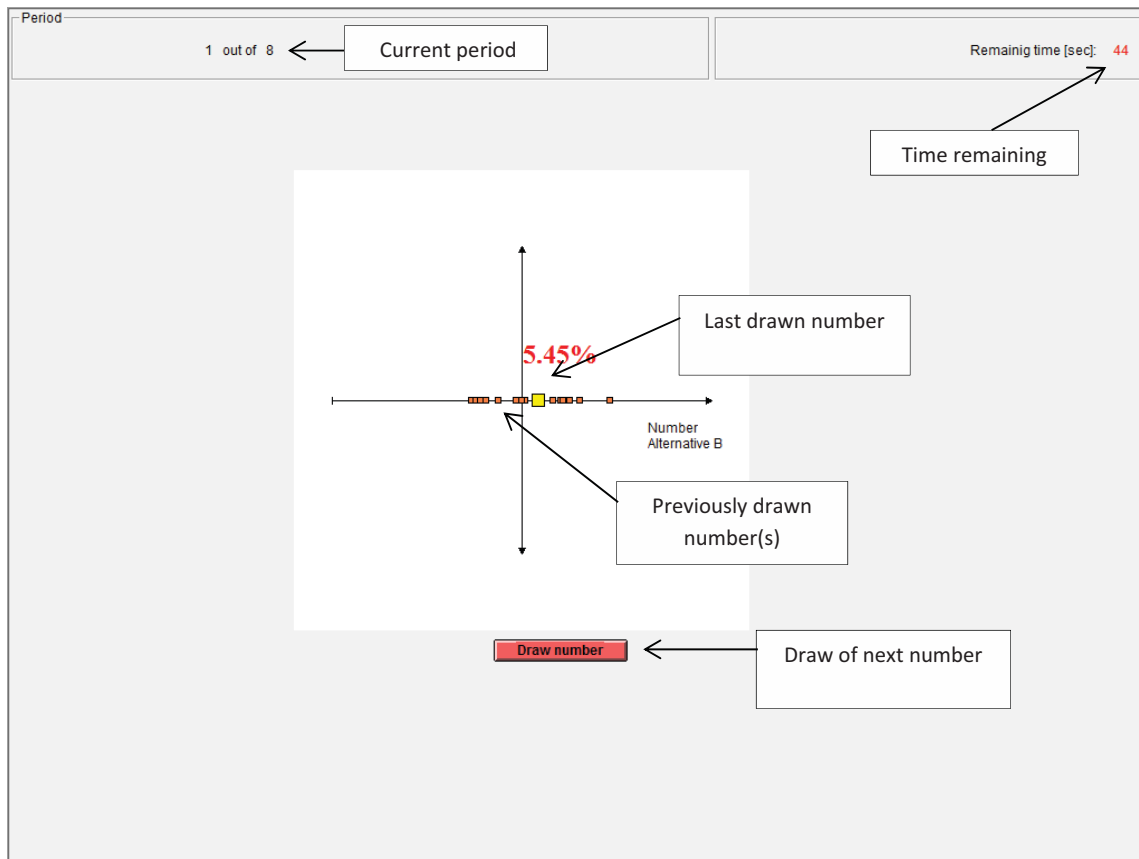 Period
1 out of 8
Current period
Remainig time [sec]: 44
Time remaining
Last drawn number
5.45%
Number
Alternative B
Previously drawn
number(s)
Draw number
Draw of next number